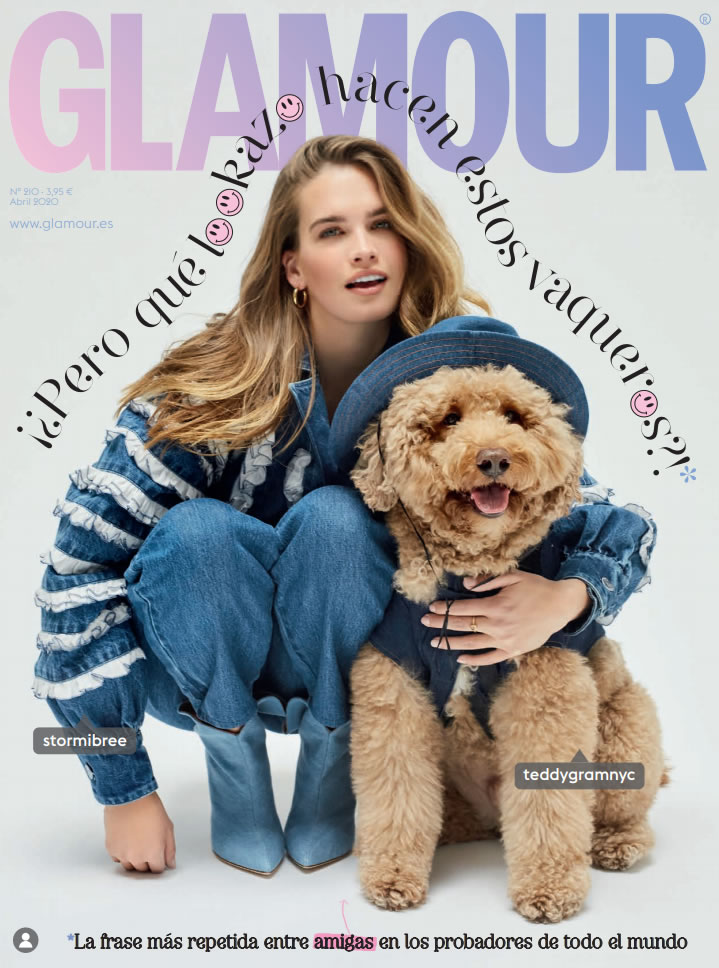 GLAMOUR®
¡¿Pero qué lookazo hacen estos vaqueros?!*
Nº 210 - 3,95 €
Abril 2020
www.glamour.es
stormibree
teddygramnyc
*La frase más repetida entre amigas en los probadores de todo el mundo